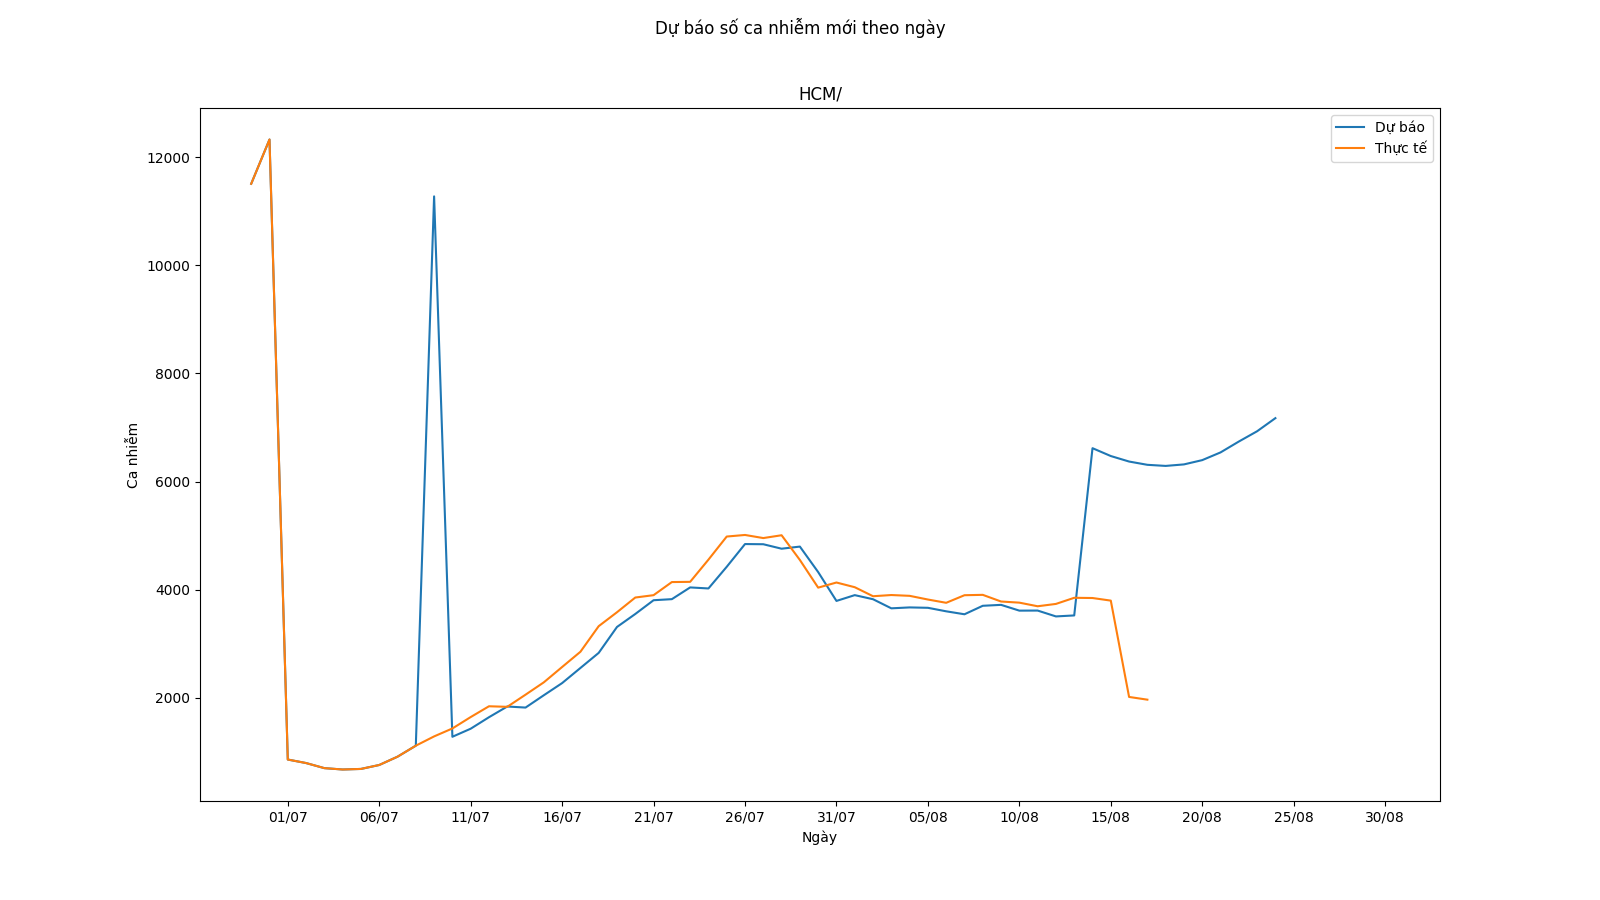 Dự báo số ca nhiễm mới theo ngày
HCM/
Dự báo
Thực tế
12000
10000
8000
6000
4000
2000
Ca nhiễm
01/07 06/07 11/07 16/07 21/07 26/07 31/07 05/08 10/08 15/08 20/08 25/08 30/08
Ngày